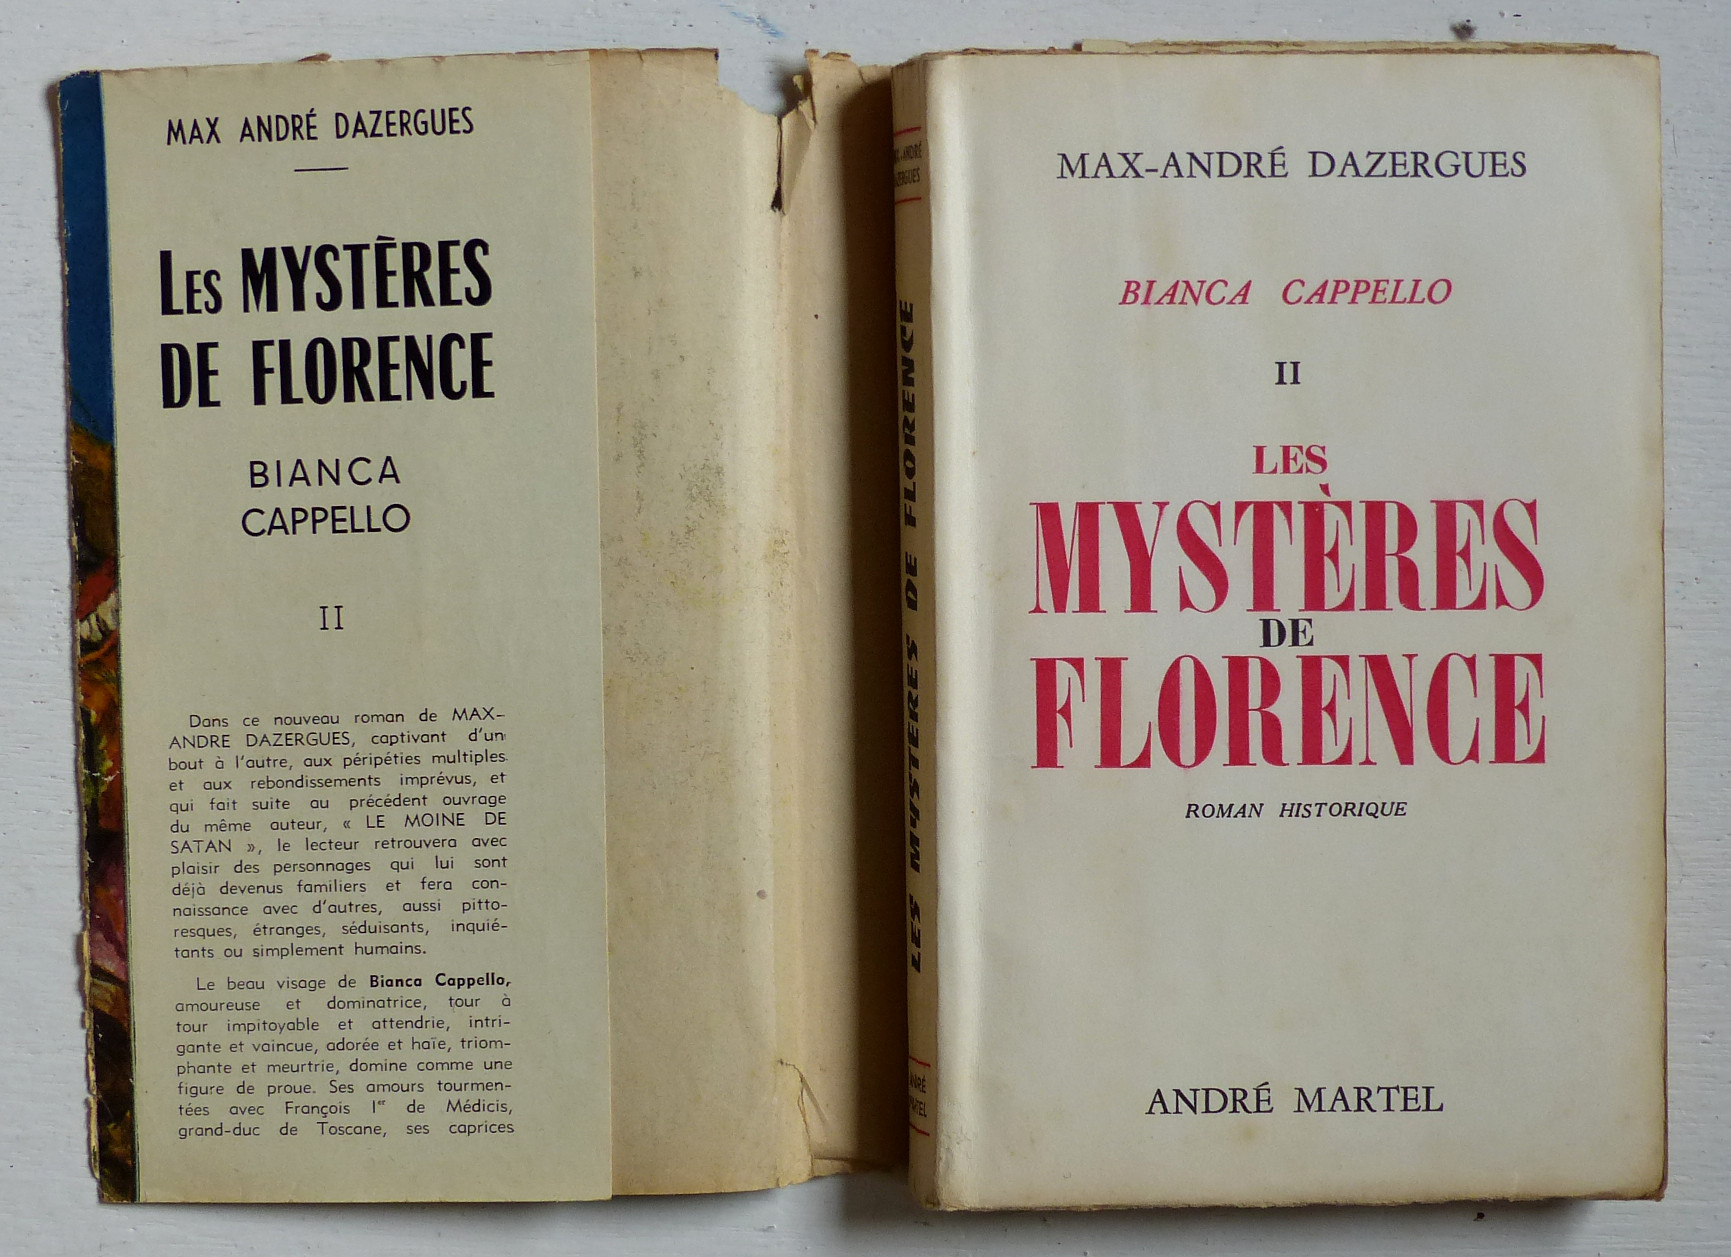 MAX ANDRÉ DAZERGUES
LES MYSTÈRES
DE FLORENCE
BIANCA
CAPPELLO
II
Dans ce nouveau roman de MAX-
ANDRE DAZERGUES, captivant d'un
bout à l'autre, aux péripéties multiples
et aux rebondissements imprévus, et
qui fait suite au précédent ouvrage
du même auteur, « LE MOINE DE
SATAN », le lecteur retrouvera avec
plaisir des personnages qui lui sont
déjà devenus familiers et fera con-
naissance avec d'autres, aussi pitto-
resques, étranges, séduisants, inquié-
tants ou simplement humains.
Le beau visage de Bianca Cappello,
amoureuse et dominatrice, tour à
tour impitoyable et attendrie, intri-
gante et vaincue, adorée et haïe, triom-
phante et meurtrie, domine comme une
figure de proue. Ses amours tourmen-
tées avec François Ier de Médicis,
grand-duc de Toscane, ses caprices
LES MYSTERES DE FLORENCE
MAX-ANDRÉ DAZERGUES
BIANCA CAPPELLO
II
LES
MYSTÈRES
DE
FLORENCE
ROMAN HISTORIQUE
ANDRÉ MARTEL